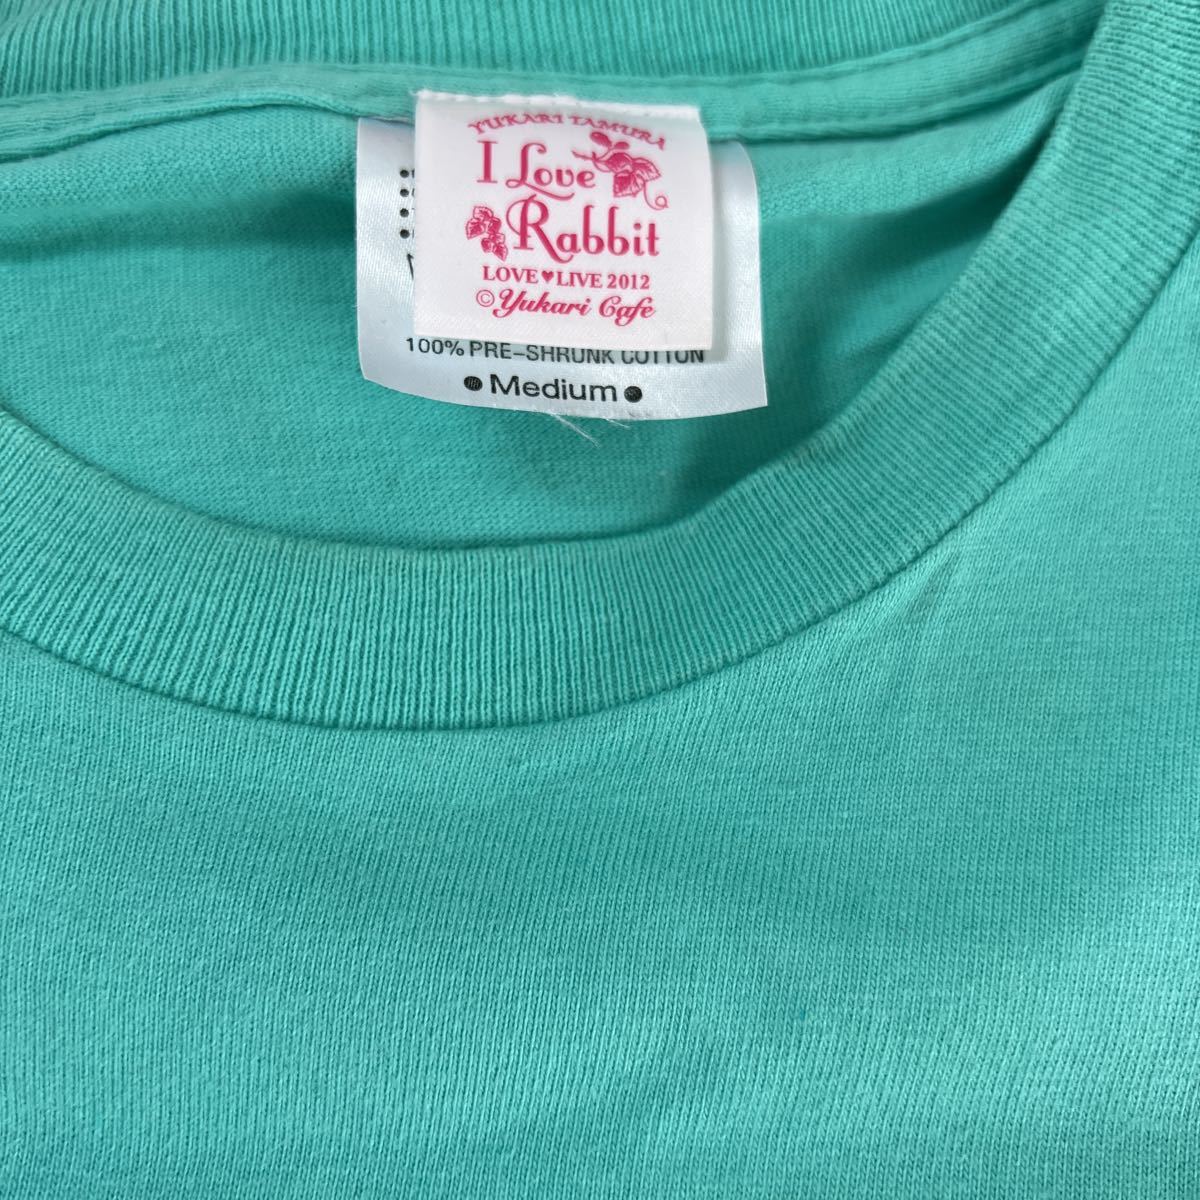 YUKARI TAMURA
I Love
Rabbit
LOVE♥LIVE 2012
©Yukari Cafe
100% PRE-SHRUNK COTTON
●Medium●